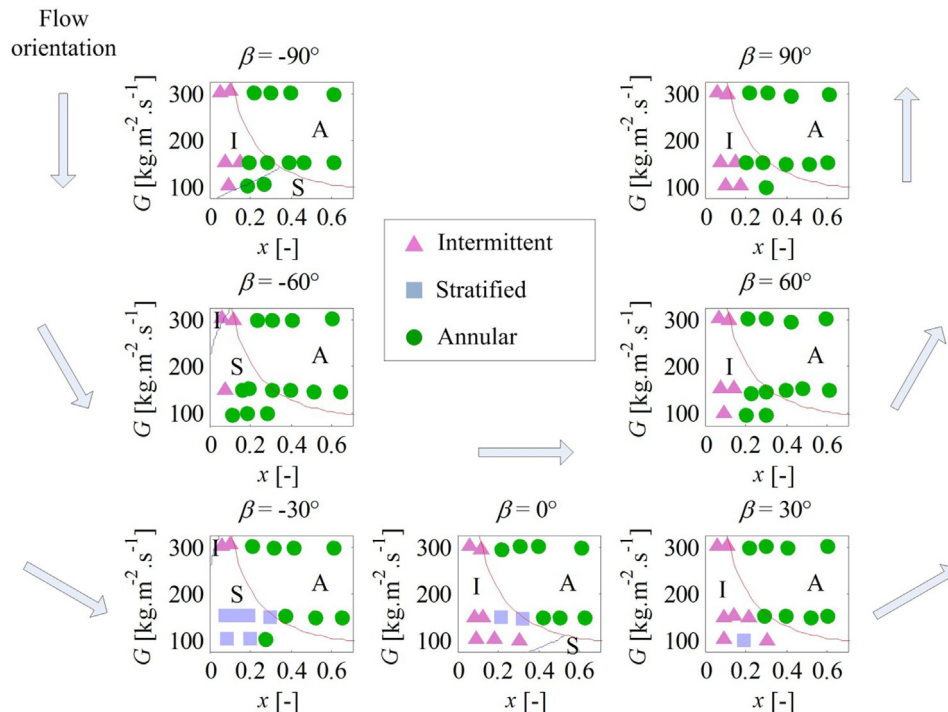 Flow
orientation
β = -90°
G [kg.m⁻².s⁻¹]
300
200
100
I
A
S
0 0.2 0.4 0.6
x [-]
β = 90°
G [kg.m⁻².s⁻¹]
300
200
100
I
A
0 0.2 0.4 0.6
x [-]
Intermittent
Stratified
Annular
β = -60°
G [kg.m⁻².s⁻¹]
300
200
100
I
S
A
0 0.2 0.4 0.6
x [-]
β = 60°
G [kg.m⁻².s⁻¹]
300
200
100
I
A
0 0.2 0.4 0.6
x [-]
β = -30°
G [kg.m⁻².s⁻¹]
300
200
100
I
S
A
0 0.2 0.4 0.6
x [-]
β = 0°
G [kg.m⁻².s⁻¹]
300
200
100
I
A
S
0 0.2 0.4 0.6
x [-]
β = 30°
G [kg.m⁻².s⁻¹]
300
200
100
I
A
0 0.2 0.4 0.6
x [-]